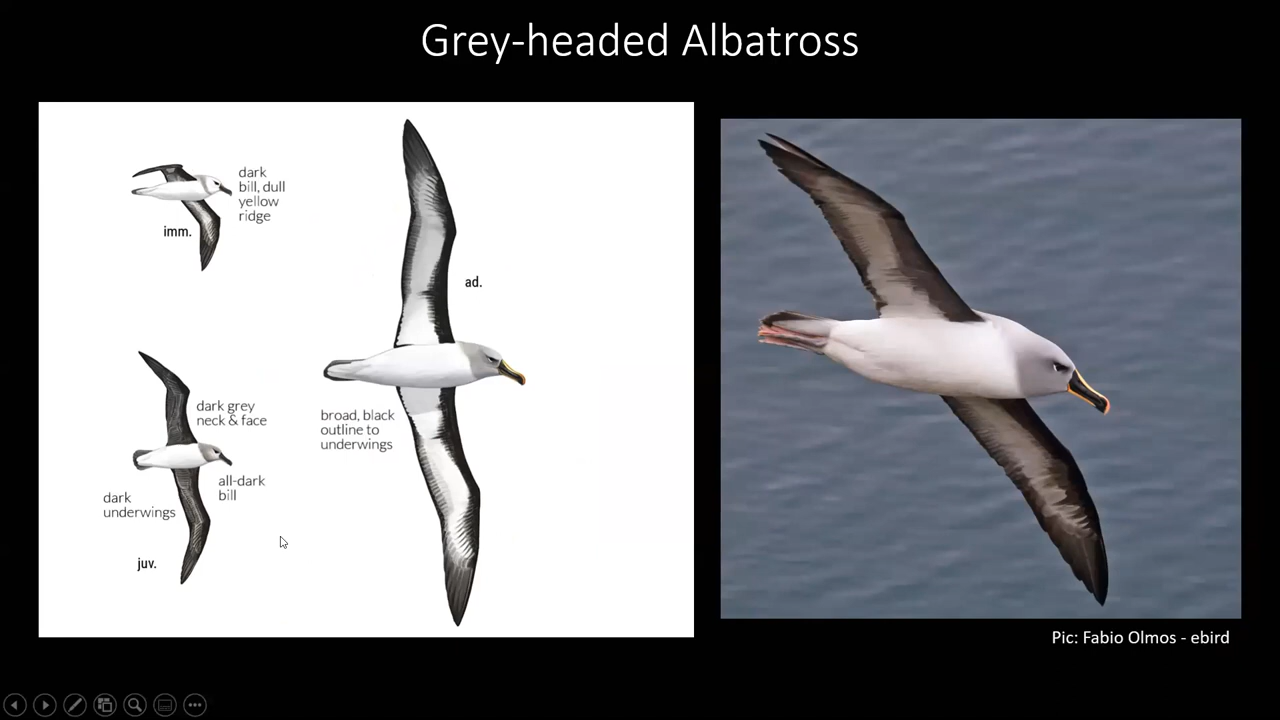 Grey-headed Albatross
dark
bill, dull
yellow
ridge
imm.
ad.
dark grey
neck & face
broad, black
outline to
underwings
all-dark
bill
dark
underwings
juv.
Pic: Fabio Olmos - ebird